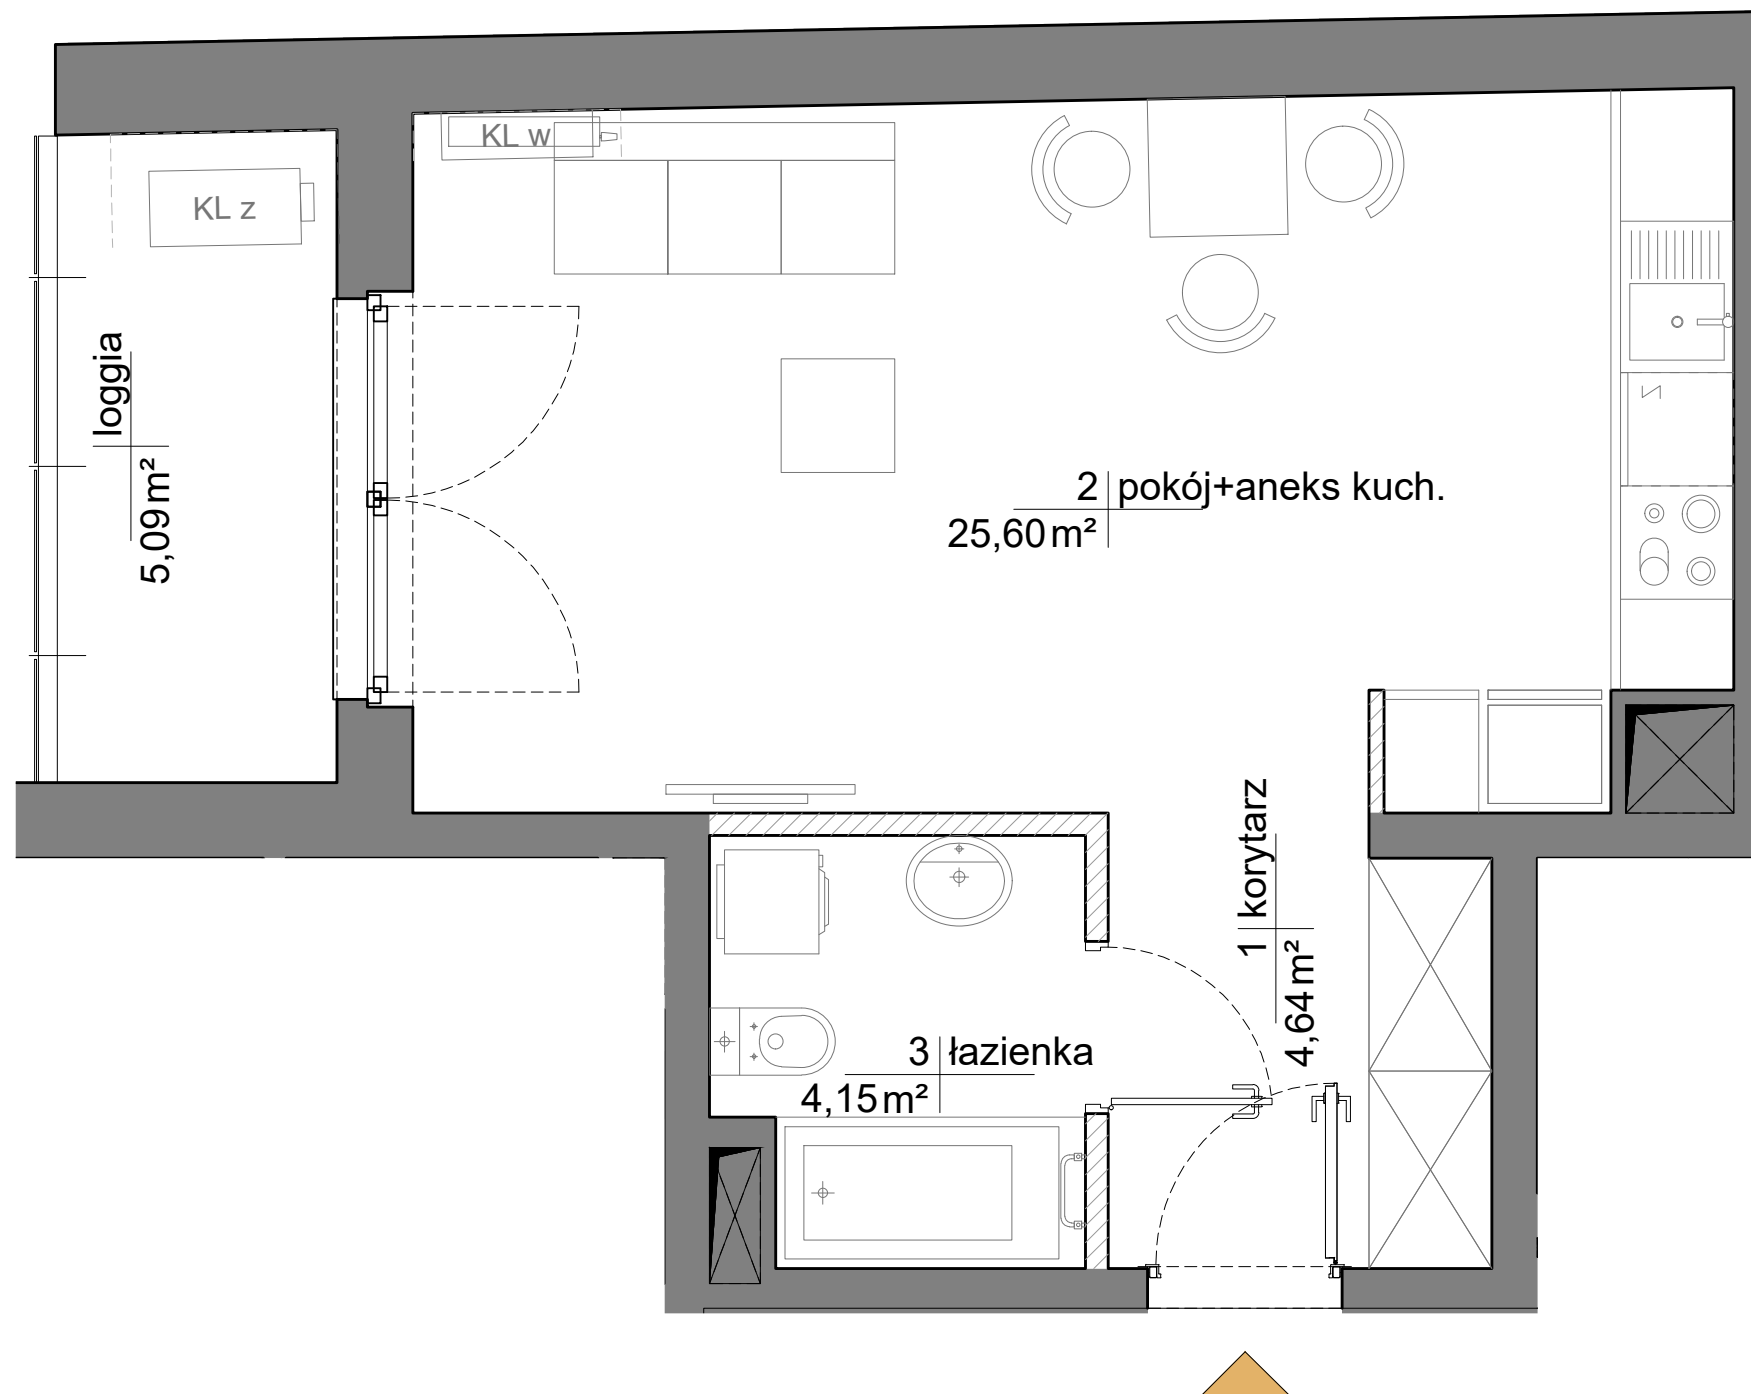 KL w
KL z
loggia
5,09 m²
2 pokój+aneks kuch.
25,60 m²
1 korytarz
4,64 m²
3 łazienka
4,15 m²